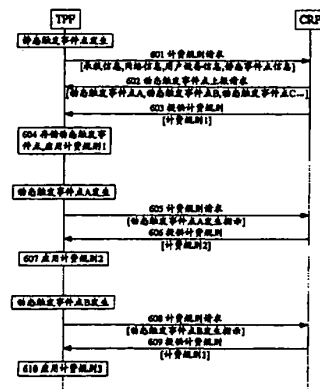 TPF
CRF
静态触发事件点发生
601 计费规则请求
[承载信息,网络信息,用户设备信息,静态事件点信息]
602 动态触发事件点上报请求
[动态触发事件点A,动态触发事件点B,动态触发事件点C...]
603 提供计费规则
[计费规则1]
604 存储动态触发事
件点,应用计费规则1
动态触发事件点A发生
605 计费规则请求
[动态触发事件点A发生指示]
606 提供计费规则
[计费规则2]
607 应用计费规则2
动态触发事件点B发生
608 计费规则请求
[动态触发事件点B发生指示]
609 提供计费规则
[计费规则3]
610 应用计费规则3